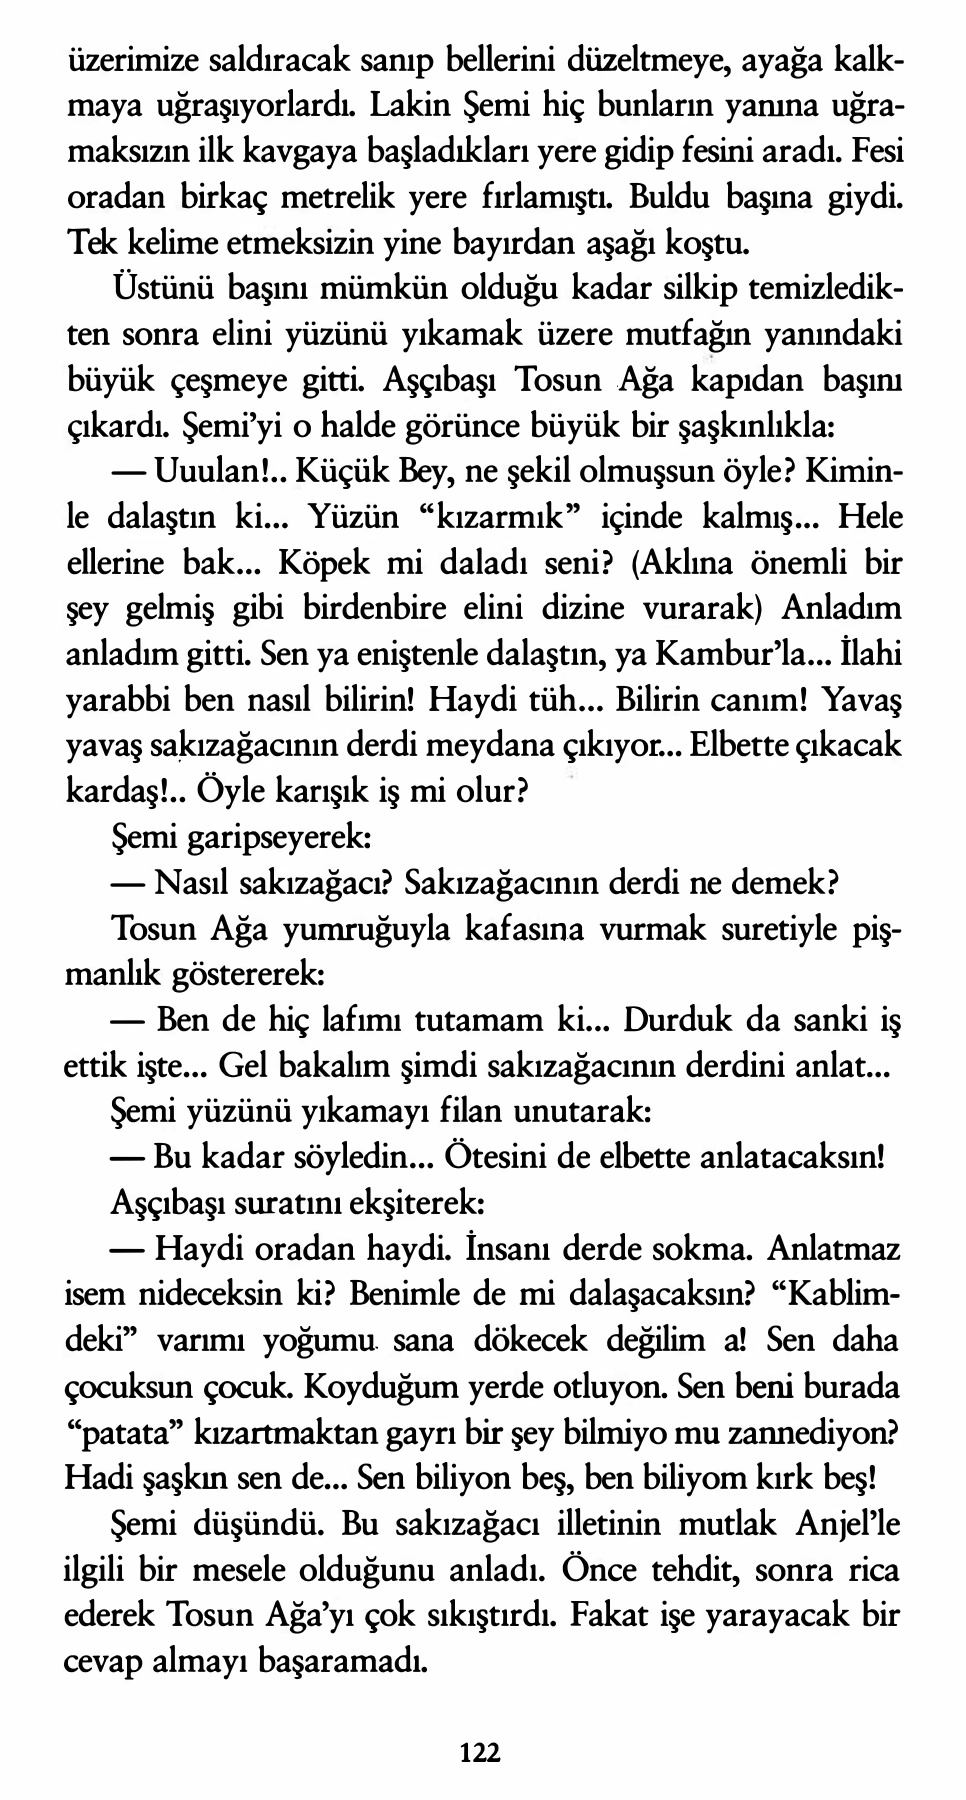 üzerimize saldıracak sanıp bellerini düzeltmeye, ayağa kalk-
maya uğraşıyorlardı. Lakin Şemi hiç bunların yanına uğra-
maksızın ilk kavgaya başladıkları yere gidip fesini aradı. Fesi
oradan birkaç metrelik yere fırlamıştı. Buldu başına giydi.
Tek kelime etmeksizin yine bayırdan aşağı koştu.
Üstünü başını mümkün olduğu kadar silkip temizledik-
ten sonra elini yüzünü yıkamak üzere mutfağın yanındaki
büyük çeşmeye gitti. Aşçıbaşı Tosun Ağa kapıdan başını
çıkardı. Şemi’yi o halde görünce büyük bir şaşkınlıkla:
— Uuulan!.. Küçük Bey, ne şekil olmuşsun öyle? Kimin-
le dalaştın ki... Yüzün “kızarmık” içinde kalmış... Hele
ellerine bak... Köpek mi daladı seni? (Aklına önemli bir
şey gelmiş gibi birdenbire elini dizine vurarak) Anladım
anladım gitti. Sen ya eniştenle dalaştın, ya Kambur’la... İlahi
yarabbi ben nasıl bilirin! Haydi tüh... Bilirin canım! Yavaş
yavaş sakızağacının derdi meydana çıkıyor... Elbette çıkacak
kardaş!.. Öyle karışık iş mi olur?
Şemi garipseyerek:
— Nasıl sakızağacı? Sakızağacının derdi ne demek?
Tosun Ağa yumruğuyla kafasına vurmak suretiyle piş-
manlık göstererek:
— Ben de hiç lafımı tutamam ki... Durduk da sanki iş
ettik işte... Gel bakalım şimdi sakızağacının derdini anlat...
Şemi yüzünü yıkamayı filan unutarak:
— Bu kadar söyledin... Ötesini de elbette anlatacaksın!
Aşçıbaşı suratını ekşiterek:
— Haydi oradan haydi. İnsanı derde sokma. Anlatmaz
isem nideceksin ki? Benimle de mi dalaşacaksın? “Kablim-
deki” varımı yoğumu sana dökecek değilim a! Sen daha
çocuksun çocuk. Koyduğum yerde otluyon. Sen beni burada
“patata” kızartmaktan gayrı bir şey bilmiyo mu zannediyon?
Hadi şaşkın sen de... Sen biliyon beş, ben biliyom kırk beş!
Şemi düşündü. Bu sakızağacı illetinin mutlak Anjel’le
ilgili bir mesele olduğunu anladı. Önce tehdit, sonra rica
ederek Tosun Ağa’yı çok sıkıştırdı. Fakat işe yarayacak bir
cevap almayı başaramadı.
122